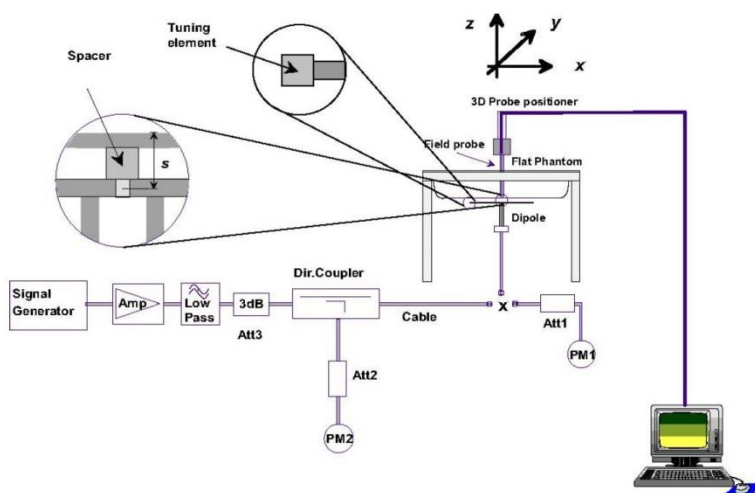 Tuning
element
z
y
x
Spacer
s
3D Probe positioner
Field probe
Flat Phantom
Dipole
Dir.Coupler
Signal
Generator
Amp
Low
Pass
3dB
Att3
Cable
x
Att1
PM1
Att2
PM2